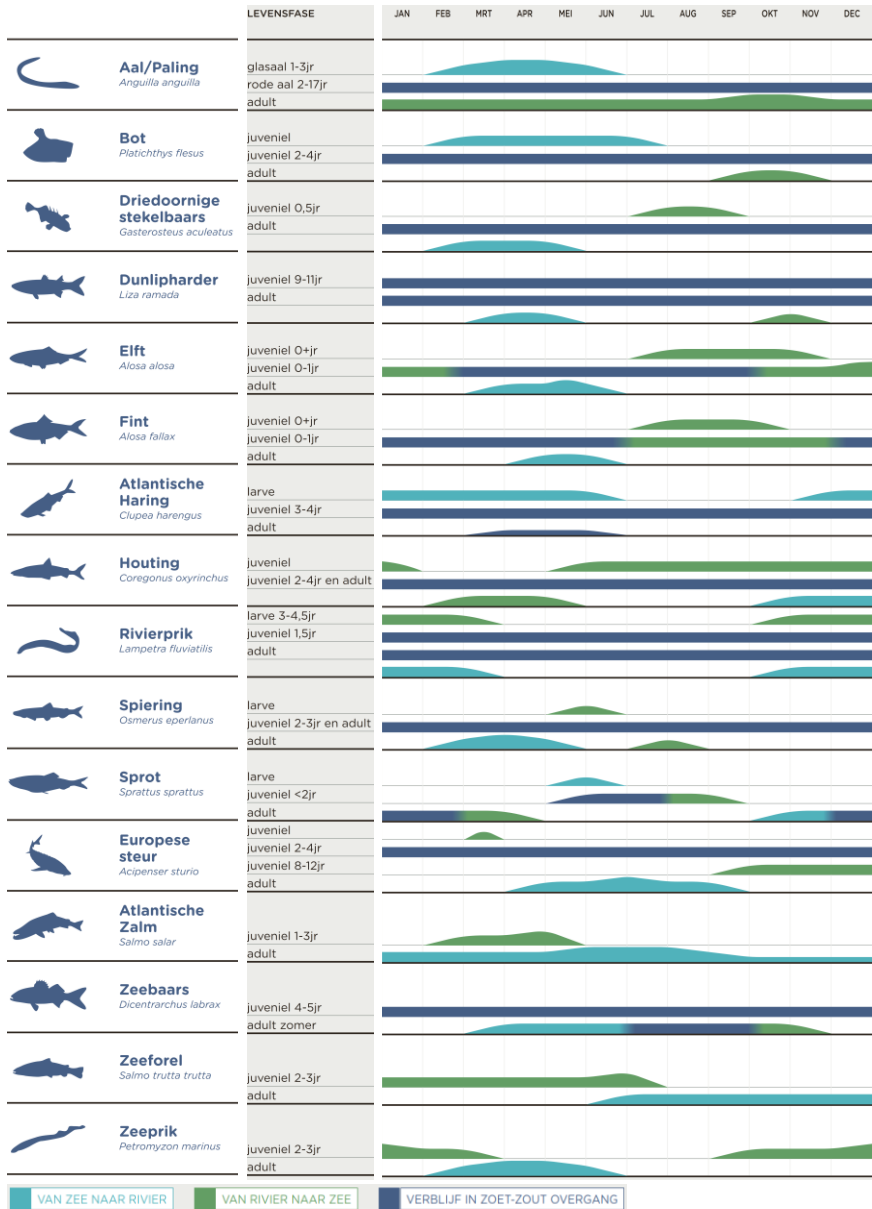 LEVENSFASE JAN FEB MRT APR MEI JUN JUL AUG SEP OKT NOV DEC
Aal/Paling
Anguilla anguilla
glasaal 1-3jr
rode aal 2-17jr
adult
Bot
Platichthys flesus
juveniel
juveniel 2-4jr
adult
Driedoornige
stekelbaars
Gasterosteus aculeatus
juveniel 0,5jr
adult
Dunlipharder
Liza ramada
juveniel 9-11jr
adult
Elft
Alosa alosa
juveniel 0+jr
juveniel 0-1jr
adult
Fint
Alosa fallax
juveniel 0+jr
juveniel 0-1jr
adult
Atlantische
Haring
Clupea harengus
larve
juveniel 3-4jr
adult
Houting
Coregonus oxyrinchus
juveniel
juveniel 2-4jr en adult
Rivierprik
Lampetra fluviatilis
larve 3-4,5jr
juveniel 1,5jr
adult
Spiering
Osmerus eperlanus
larve
juveniel 2-3jr en adult
adult
Sprot
Sprattus sprattus
larve
juveniel <2jr
adult
Europese
steur
Acipenser sturio
juveniel
juveniel 2-4jr
juveniel 8-12jr
adult
Atlantische
Zalm
Salmo salar
juveniel 1-3jr
adult
Zeebaars
Dicentrarchus labrax
juveniel 4-5jr
adult zomer
Zeeforel
Salmo trutta trutta
juveniel 2-3jr
adult
Zeeprik
Petromyzon marinus
juveniel 2-3jr
adult
VAN ZEE NAAR RIVIER
VAN RIVIER NAAR ZEE
VERBLIJF IN ZOET-ZOUT OVERGANG